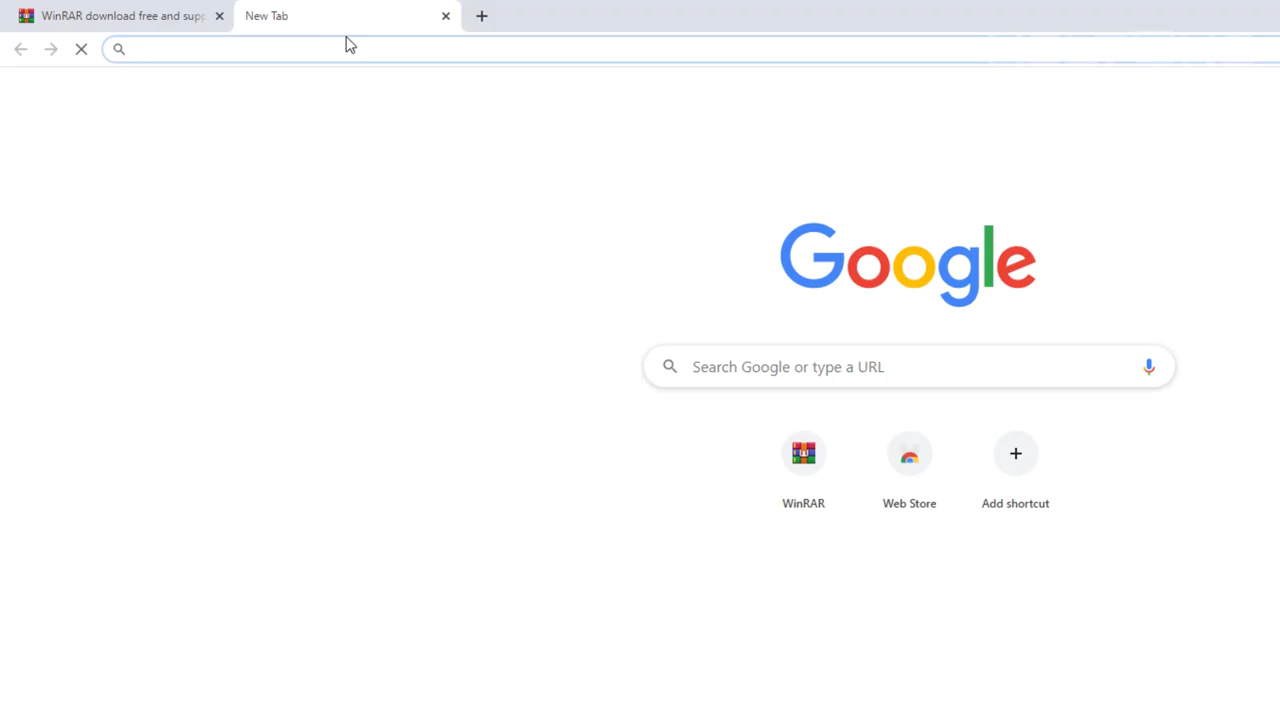 WinRAR download free and supp
New Tab
Google
Search Google or type a URL
WinRAR
Web Store
Add shortcut